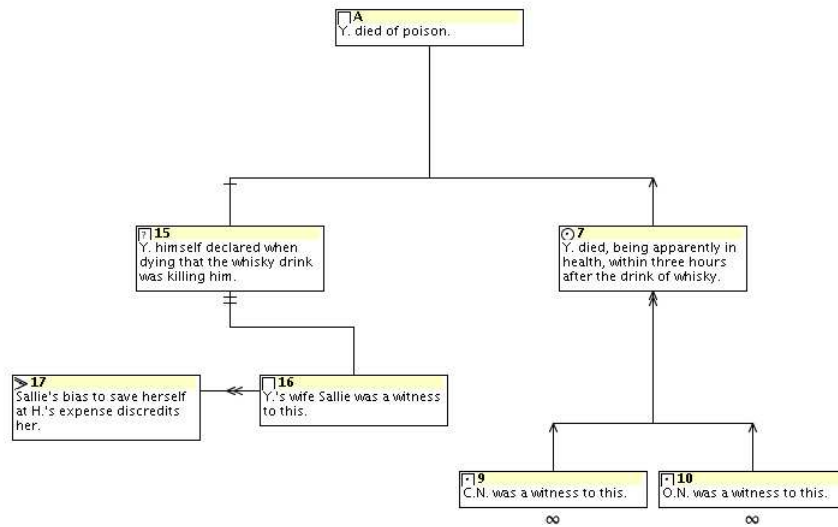 A
Y. died of poison.
? 15
Y. himself declared when
dying that the whisky drink
was killing him.
7
Y. died, being apparently in
health, within three hours
after the drink of whisky.
17
Sallie's bias to save herself
at H.'s expense discredits
her.
16
Y.'s wife Sallie was a witness
to this.
9
C.N. was a witness to this.
10
O.N. was a witness to this.
∞
∞